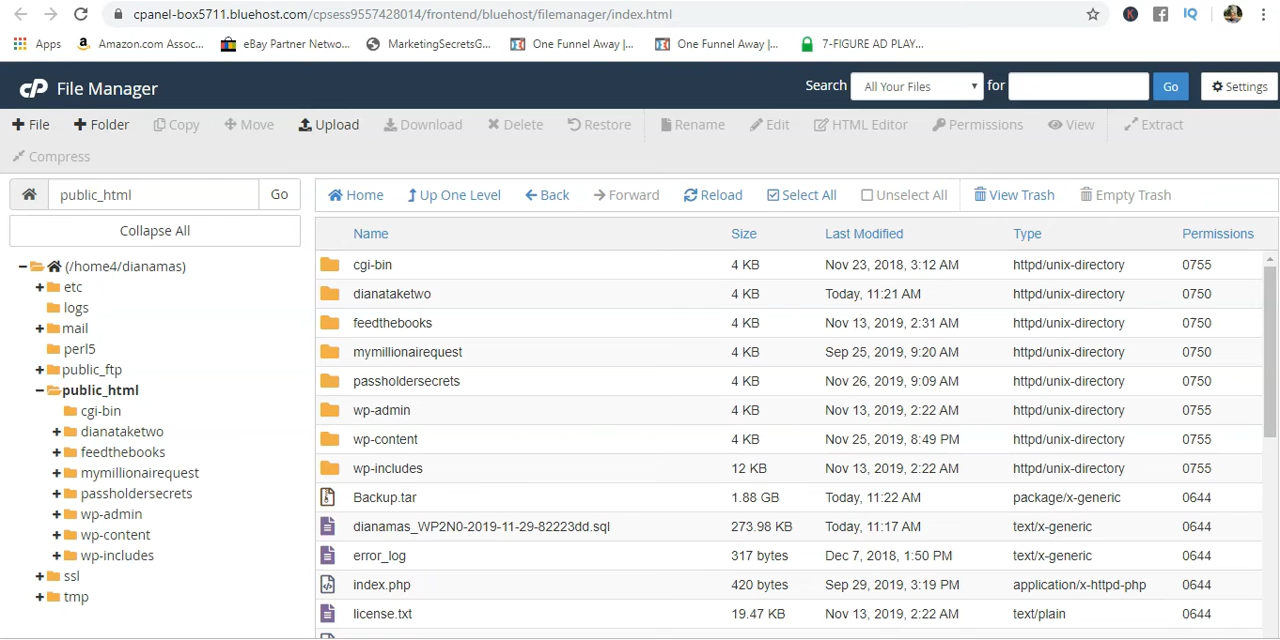 cpanel-box5711.bluehost.com/cpsess9557428014/frontend/bluehost/filemanager/index.html K IQ
Apps Amazon.com Assoc... eBay Partner Netwo... MarketingSecretsG... One Funnel Away |... One Funnel Away |... 7-FIGURE AD PLAY...
cP File Manager Search All Your Files for Go Settings
File Folder Copy Move Upload Download Delete Restore Rename Edit HTML Editor Permissions View Extract
Compress
public_html Go Home Up One Level Back Forward Reload Select All Unselect All View Trash Empty Trash
Collapse All
Name Size Last Modified Type Permissions
(/home4/dianamas)
etc
logs
mail
perl5
public_ftp
public_html
cgi-bin
dianataketwo
feedthebooks
mymillionairequest
passholdersecrets
wp-admin
wp-content
wp-includes
ssl
tmp
cgi-bin 4 KB Nov 23, 2018, 3:12 AM httpd/unix-directory 0755
dianataketwo 4 KB Today, 11:21 AM httpd/unix-directory 0750
feedthebooks 4 KB Nov 13, 2019, 2:31 AM httpd/unix-directory 0750
mymillionairequest 4 KB Sep 25, 2019, 9:20 AM httpd/unix-directory 0750
passholdersecrets 4 KB Nov 26, 2019, 9:09 AM httpd/unix-directory 0750
wp-admin 4 KB Nov 13, 2019, 2:22 AM httpd/unix-directory 0755
wp-content 4 KB Nov 25, 2019, 8:49 PM httpd/unix-directory 0755
wp-includes 12 KB Nov 13, 2019, 2:22 AM httpd/unix-directory 0755
Backup.tar 1.88 GB Today, 11:22 AM package/x-generic 0644
dianamas_WP2N0-2019-11-29-82223dd.sql 273.98 KB Today, 11:17 AM text/x-generic 0644
error_log 317 bytes Dec 7, 2018, 1:50 PM text/x-generic 0644
index.php 420 bytes Sep 29, 2019, 3:19 PM application/x-httpd-php 0644
license.txt 19.47 KB Nov 13, 2019, 2:22 AM text/plain 0644